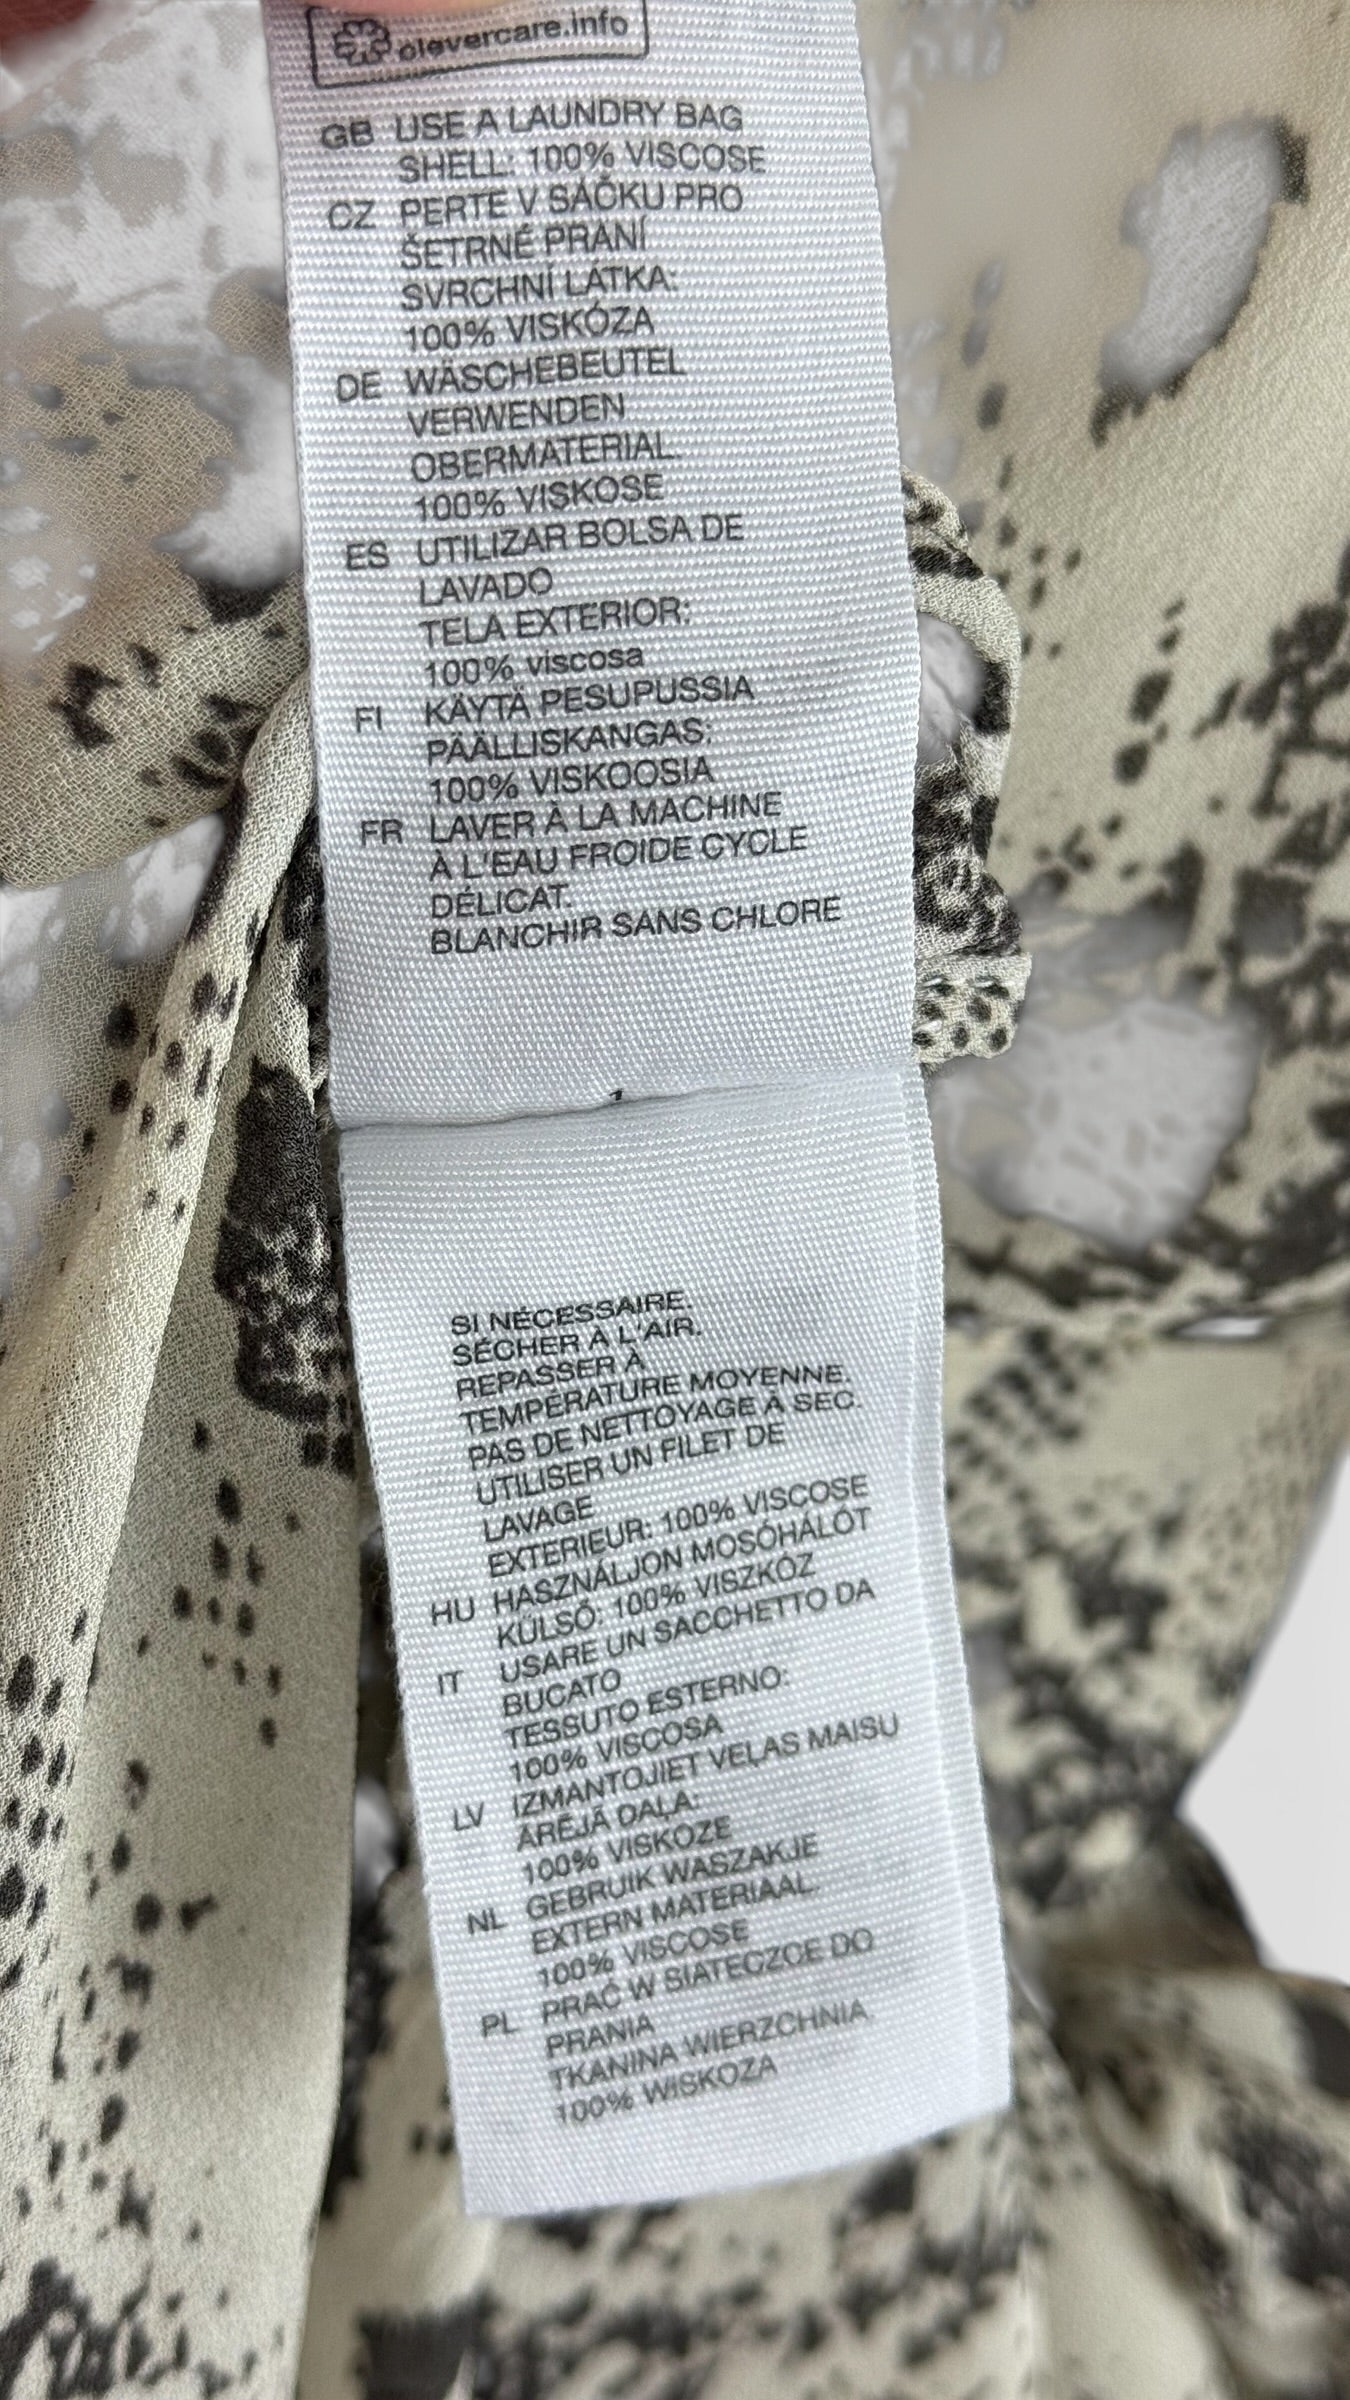 clevercare.info
GB USE A LAUNDRY BAG
SHELL: 100% VISCOSE
CZ PERTE V SÁČKU PRO
ŠETRNÉ PRANÍ
SVRCHNÍ LÁTKA:
100% VISKÓZA
DE WÄSCHEBEUTEL
VERWENDEN
OBERMATERIAL:
100% VISKOSE
ES UTILIZAR BOLSA DE
LAVADO
TELA EXTERIOR:
100% viscosa
FI KÄYTÄ PESUPUSSIA
PÄÄLLISKANGAS:
100% VISKOOSIA
FR LAVER À LA MACHINE
À L'EAU FROIDE CYCLE
DÉLICAT.
BLANCHIR SANS CHLORE
SI NÉCESSAIRE.
SÉCHER À L'AIR.
REPASSER À
TEMPÉRATURE MOYENNE.
PAS DE NETTOYAGE À SEC.
UTILISER UN FILET DE
LAVAGE
EXTERIEUR: 100% VISCOSE
HU HASZNÁLJON MOSÓHÁLÓT
KÜLSŐ: 100% VISZKÓZ
IT USARE UN SACCHETTO DA
BUCATO
TESSUTO ESTERNO:
100% VISCOSA
LV IZMANTOJIET VEĻAS MAISU
ĀRĒJĀ DAĻA:
100% VISKOZE
NL GEBRUIK WASZAKJE
EXTERN MATERIAAL:
100% VISCOSE
PL PRAĆ W SIATECZCE DO
PRANIA
TKANINA WIERZCHNIA:
100% WISKOZA